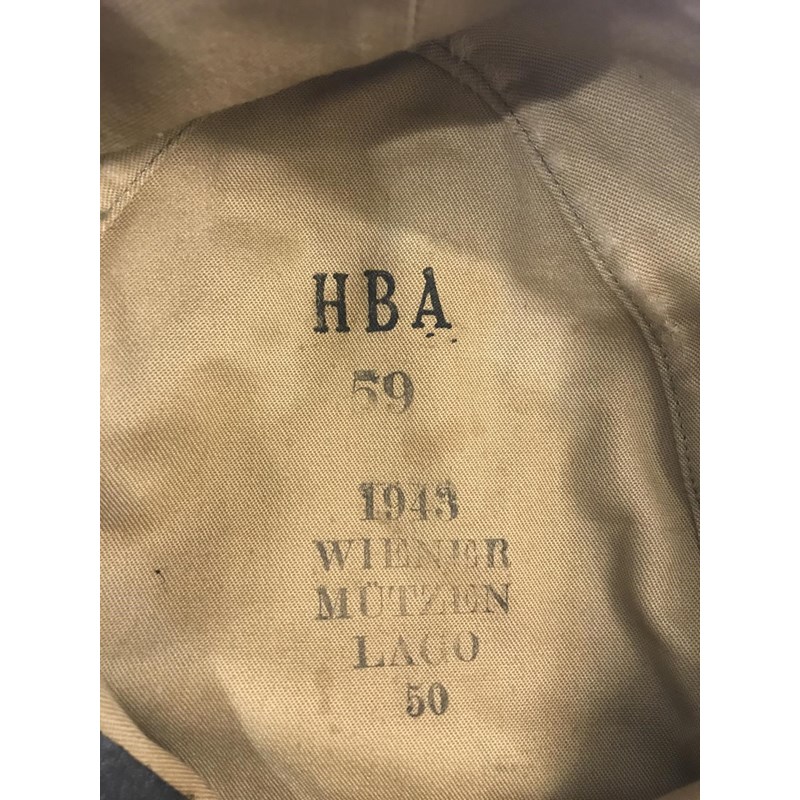 HBA
59
1943
WIENER
MÜTZEN
LAGO
50